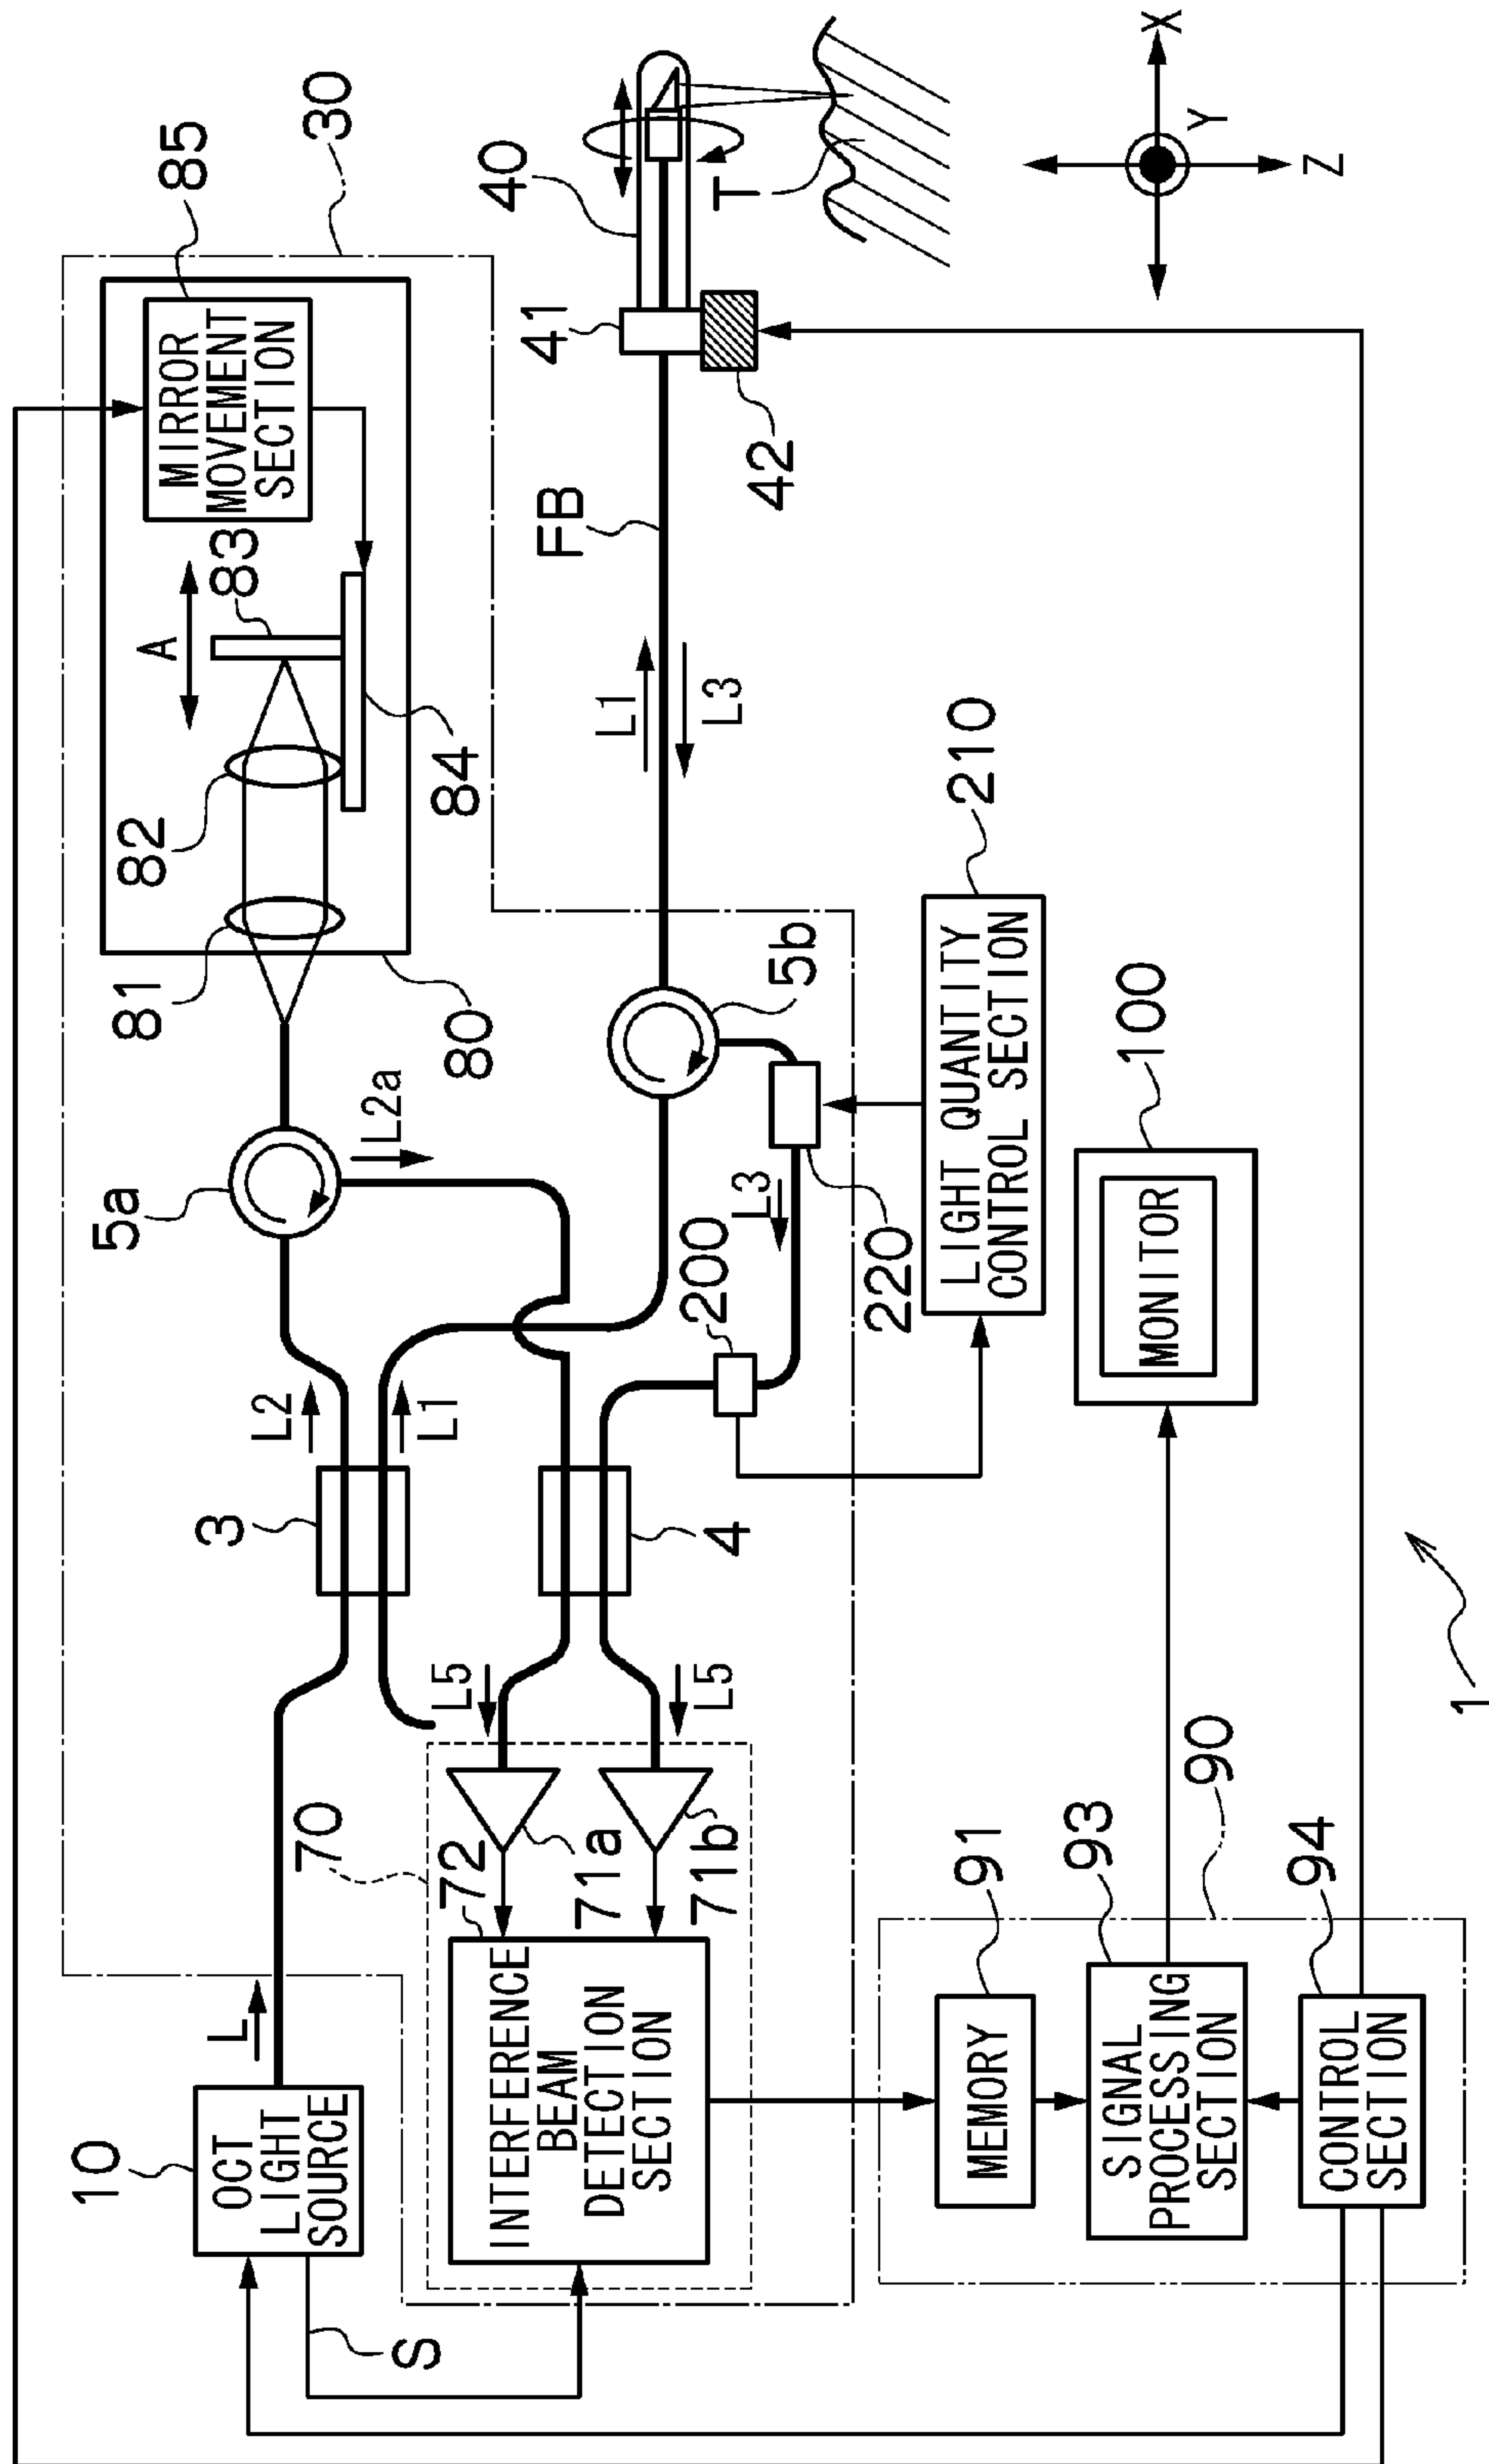 30
85
MIRROR
MOVEMENT
SECTION
A
83
82
81
84
80
5a
L2a
L2
L1
3
4
L
10
OCT
LIGHT
SOURCE
S
70
72
INTERFERENCE
BEAM
DETECTION
SECTION
71a
71b
L5
L5
40
41
42
FB
L1
L3
T
X
Y
Z
5b
200
L3
220
210
LIGHT QUANTITY
CONTROL SECTION
100
MONITOR
91
MEMORY
93
SIGNAL
PROCESSING
SECTION
90
94
CONTROL
SECTION
1